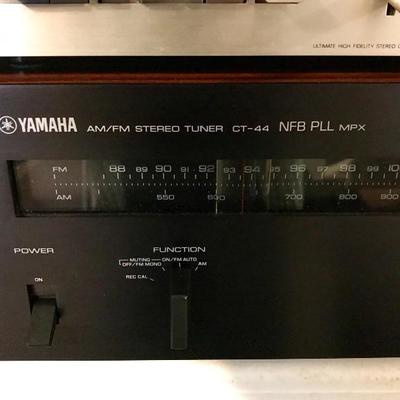 ULTIMATE HIGH FIDELITY STEREO
YAMAHA AM/FM STEREO TUNER CT-44 NFB PLL MPX
FM 88 89 90 91 92 93 94 95 96 97 98 99
AM 550 600 700 800 900
POWER
FUNCTION
MUTING ON/FM AUTO
OFF/FM MONO AM
ON
REC CAL